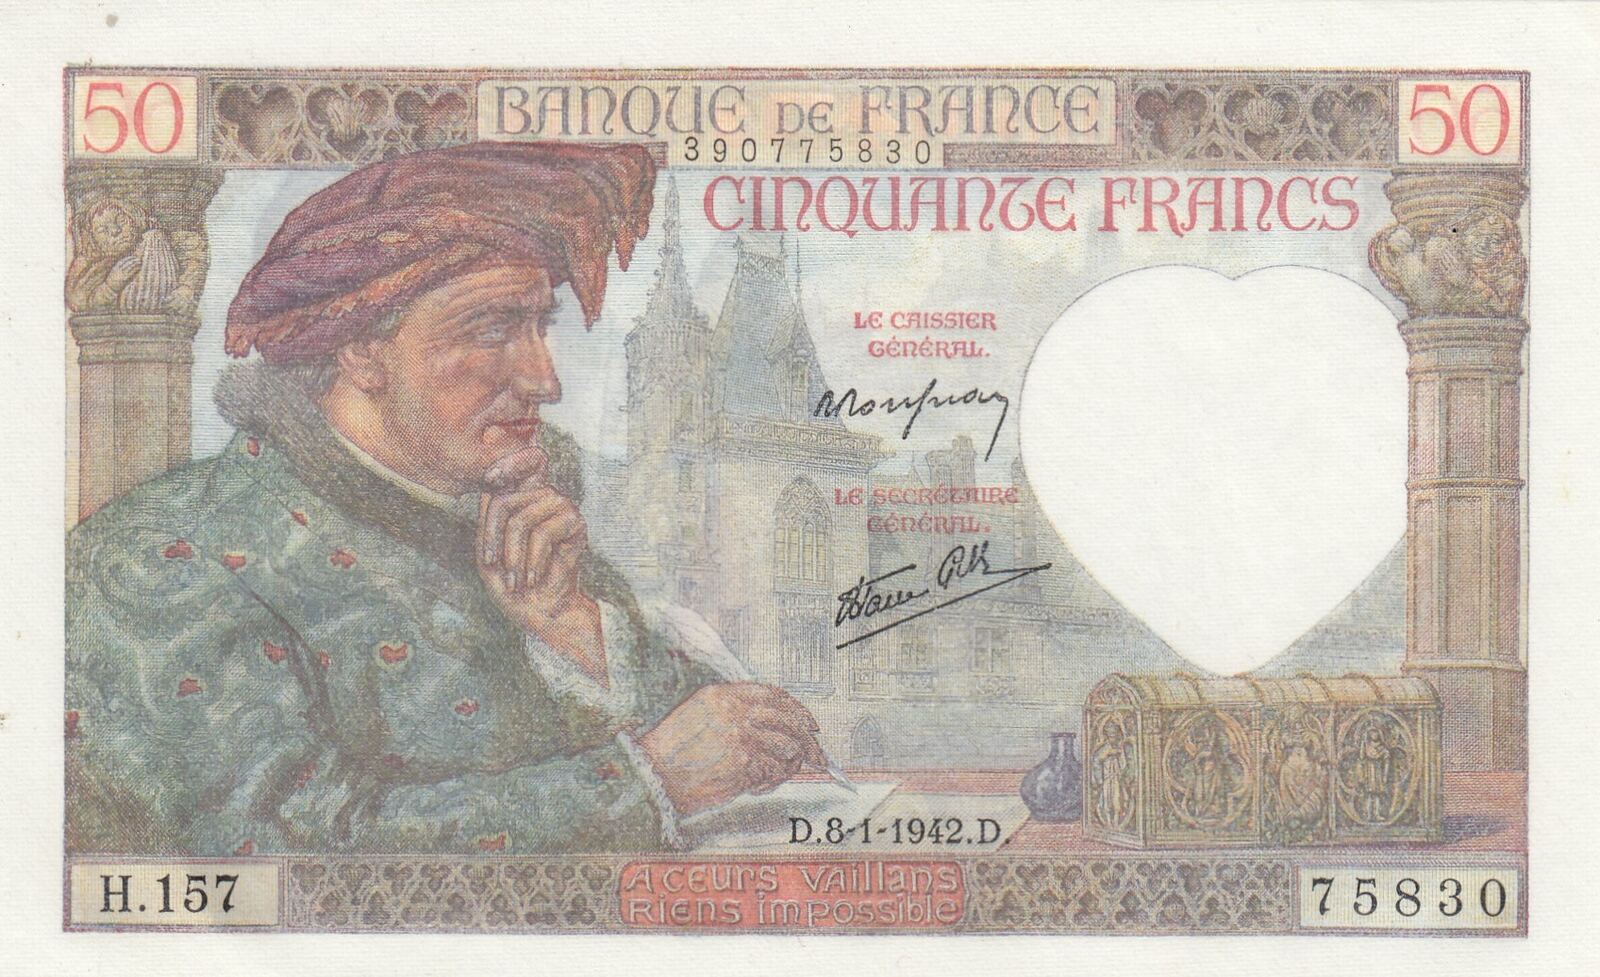 50
BANQUE DE FRANCE
50
390775830
CINQUANTE FRANCS
LE CAISSIER
GÉNÉRAL.
LE SECRÉTAIRE
GÉNÉRAL.
D.8-1-1942.D.
H.157
A CEURS VAILLANS
RIENS IMPOSSIBLE
75830